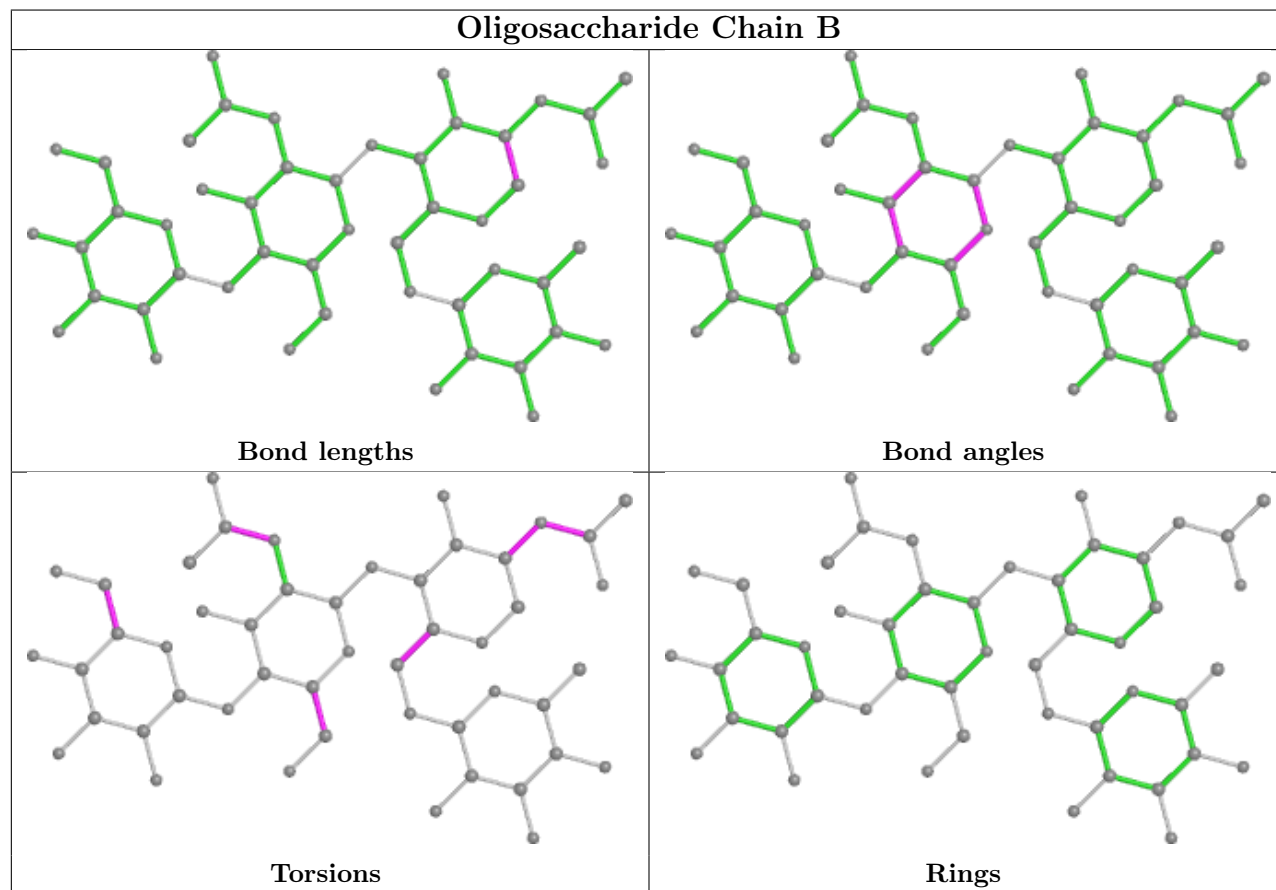 Oligosaccharide Chain B
Bond lengths
Bond angles
Torsions
Rings